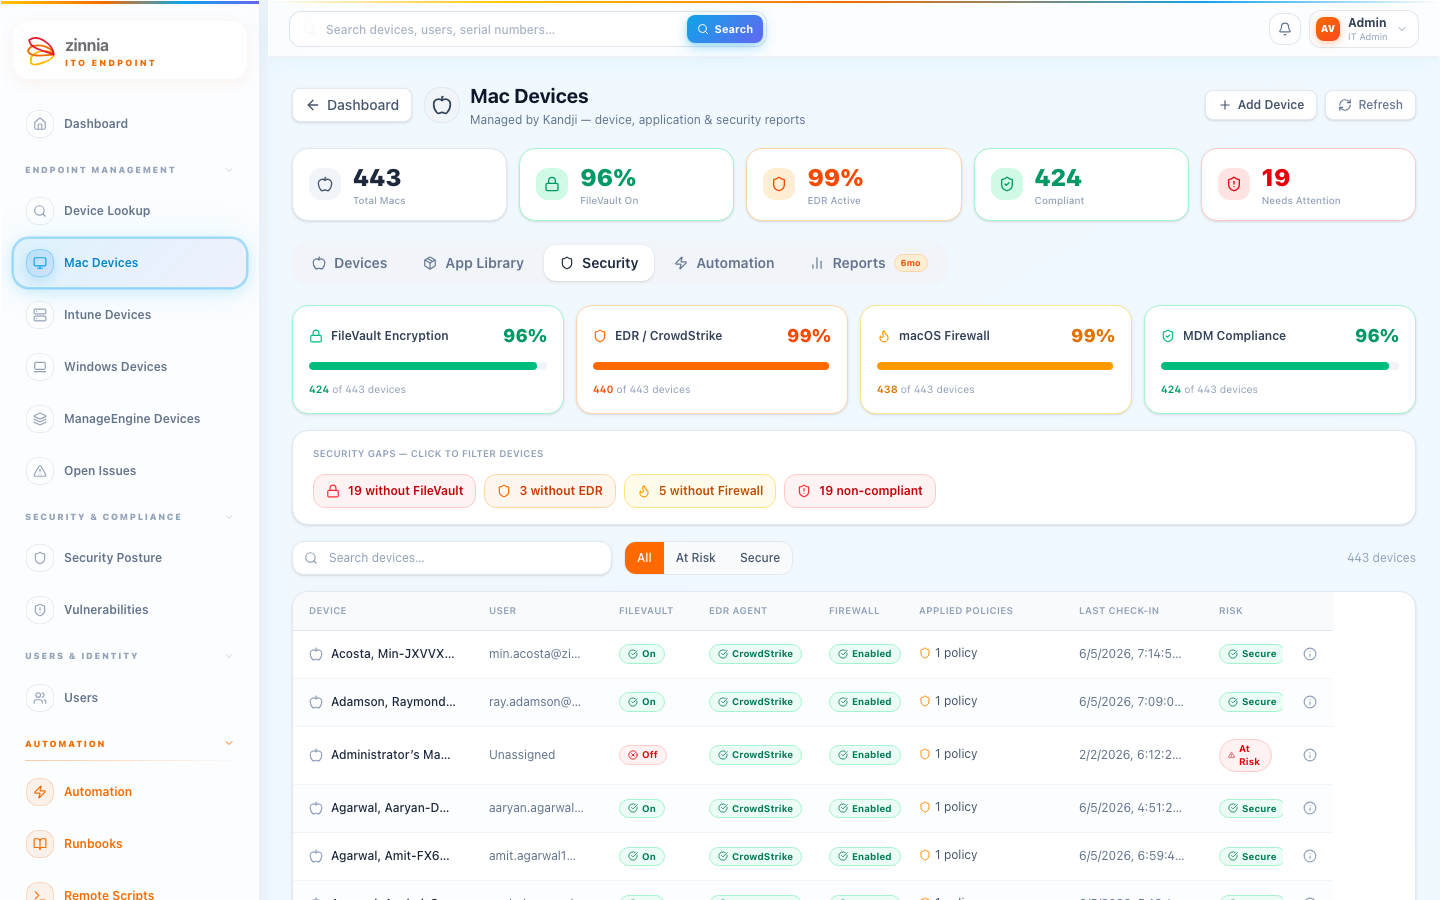 zinnia
ITO ENDPOINT
Search devices, users, serial numbers...
Search
AV
Admin
IT Admin
Dashboard
ENDPOINT MANAGEMENT
Device Lookup
Mac Devices
Intune Devices
Windows Devices
ManageEngine Devices
Open Issues
SECURITY & COMPLIANCE
Security Posture
Vulnerabilities
USERS & IDENTITY
Users
AUTOMATION
Automation
Runbooks
Remote Scripts
Dashboard
Mac Devices
Managed by Kandji — device, application & security reports
Add Device
Refresh
443
Total Macs
96%
FileVault On
99%
EDR Active
424
Compliant
19
Needs Attention
Devices
App Library
Security
Automation
Reports 6mo
FileVault Encryption 96%
424 of 443 devices
EDR / CrowdStrike 99%
440 of 443 devices
macOS Firewall 99%
438 of 443 devices
MDM Compliance 96%
424 of 443 devices
SECURITY GAPS — CLICK TO FILTER DEVICES
19 without FileVault
3 without EDR
5 without Firewall
19 non-compliant
Search devices...
All
At Risk
Secure
443 devices
DEVICE USER FILEVAULT EDR AGENT FIREWALL APPLIED POLICIES LAST CHECK-IN RISK
Acosta, Min-JXVVX... min.acosta@zi... On CrowdStrike Enabled 1 policy 6/5/2026, 7:14:5... Secure
Adamson, Raymond... ray.adamson@... On CrowdStrike Enabled 1 policy 6/5/2026, 7:09:0... Secure
Administrator's Ma... Unassigned Off CrowdStrike Enabled 1 policy 2/2/2026, 6:12:2... At Risk
Agarwal, Aaryan-D... aaryan.agarwal... On CrowdStrike Enabled 1 policy 6/5/2026, 4:51:2... Secure
Agarwal, Amit-FX6... amit.agarwal1... On CrowdStrike Enabled 1 policy 6/5/2026, 6:59:4... Secure